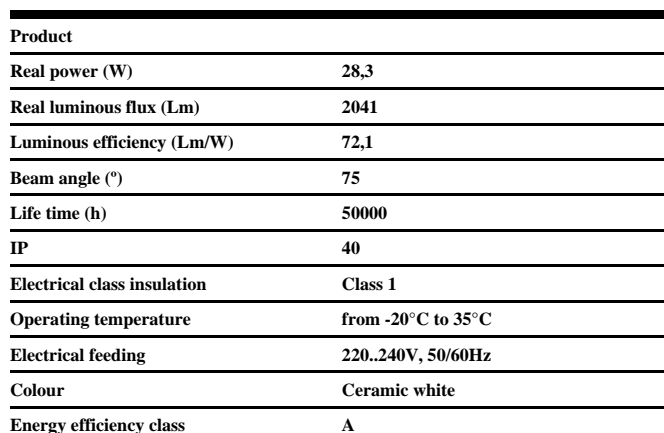 Product
Real power (W) 28,3
Real luminous flux (Lm) 2041
Luminous efficiency (Lm/W) 72,1
Beam angle (º) 75
Life time (h) 50000
IP 40
Electrical class insulation Class 1
Operating temperature from -20°C to 35°C
Electrical feeding 220..240V, 50/60Hz
Colour Ceramic white
Energy efficiency class A